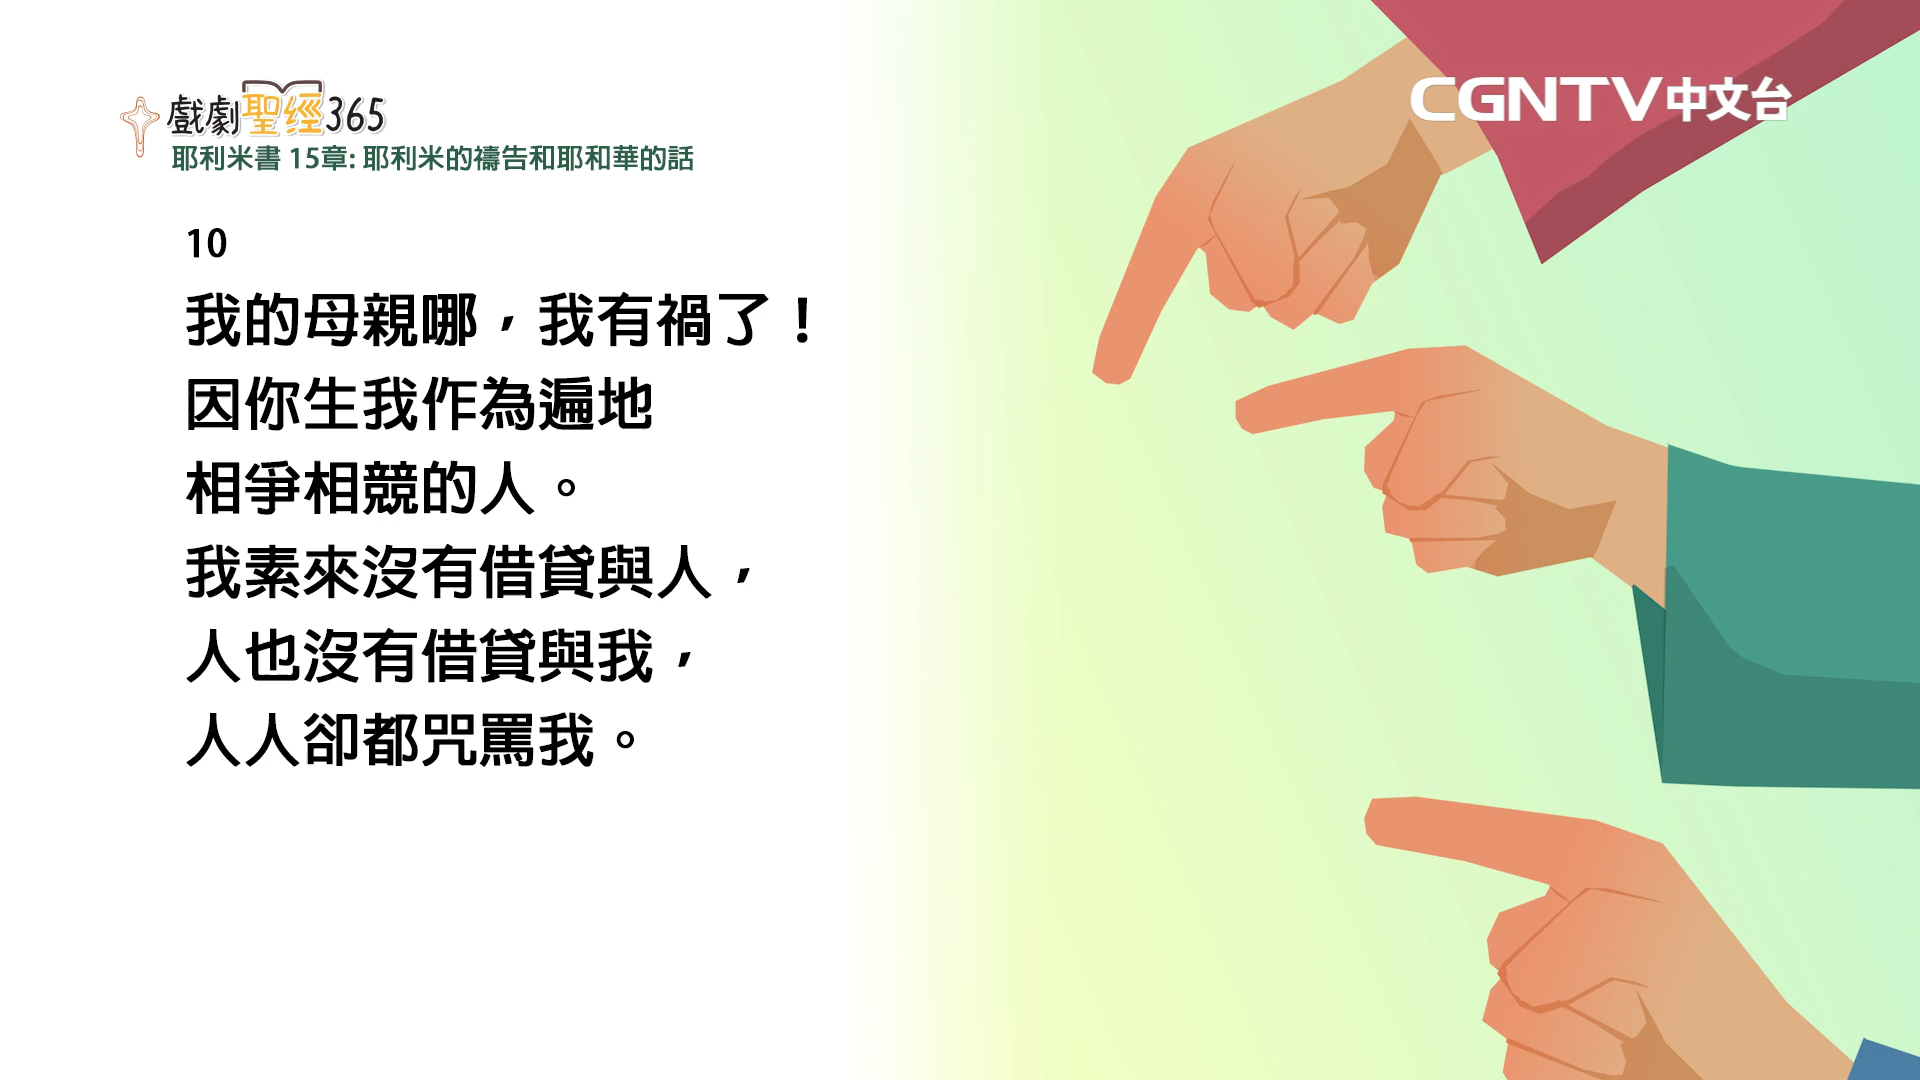 戲劇聖經365
CGNTV中文台
耶利米書 15章: 耶利米的禱告和耶和華的話
10
我的母親哪，我有禍了！
因你生我作為遍地
相爭相競的人。
我素來沒有借貸與人，
人也沒有借貸與我，
人人卻都咒罵我。